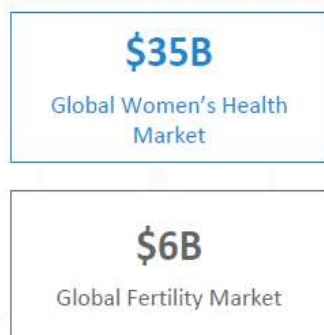 $35B
Global Women's Health
Market
$6B
Global Fertility Market